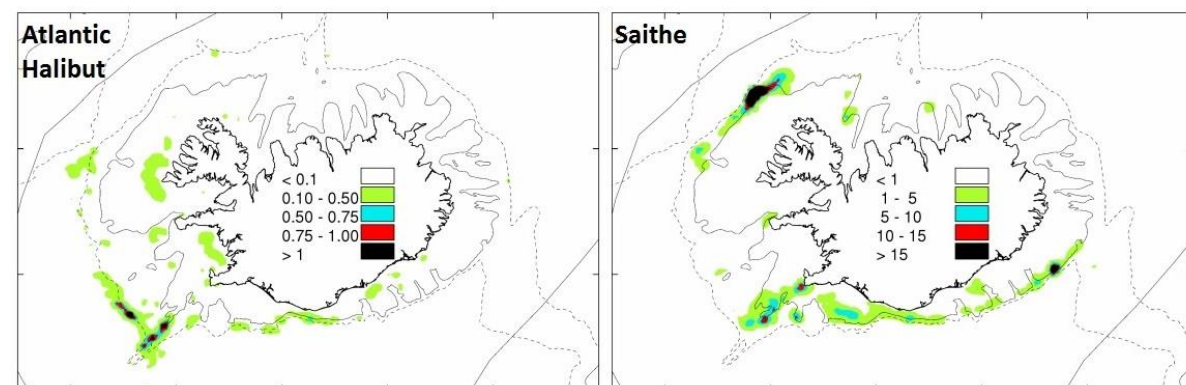 Atlantic
Halibut
< 0.1
0.10 - 0.50
0.50 - 0.75
0.75 - 1.00
> 1
Saithe
< 1
1 - 5
5 - 10
10 - 15
> 15